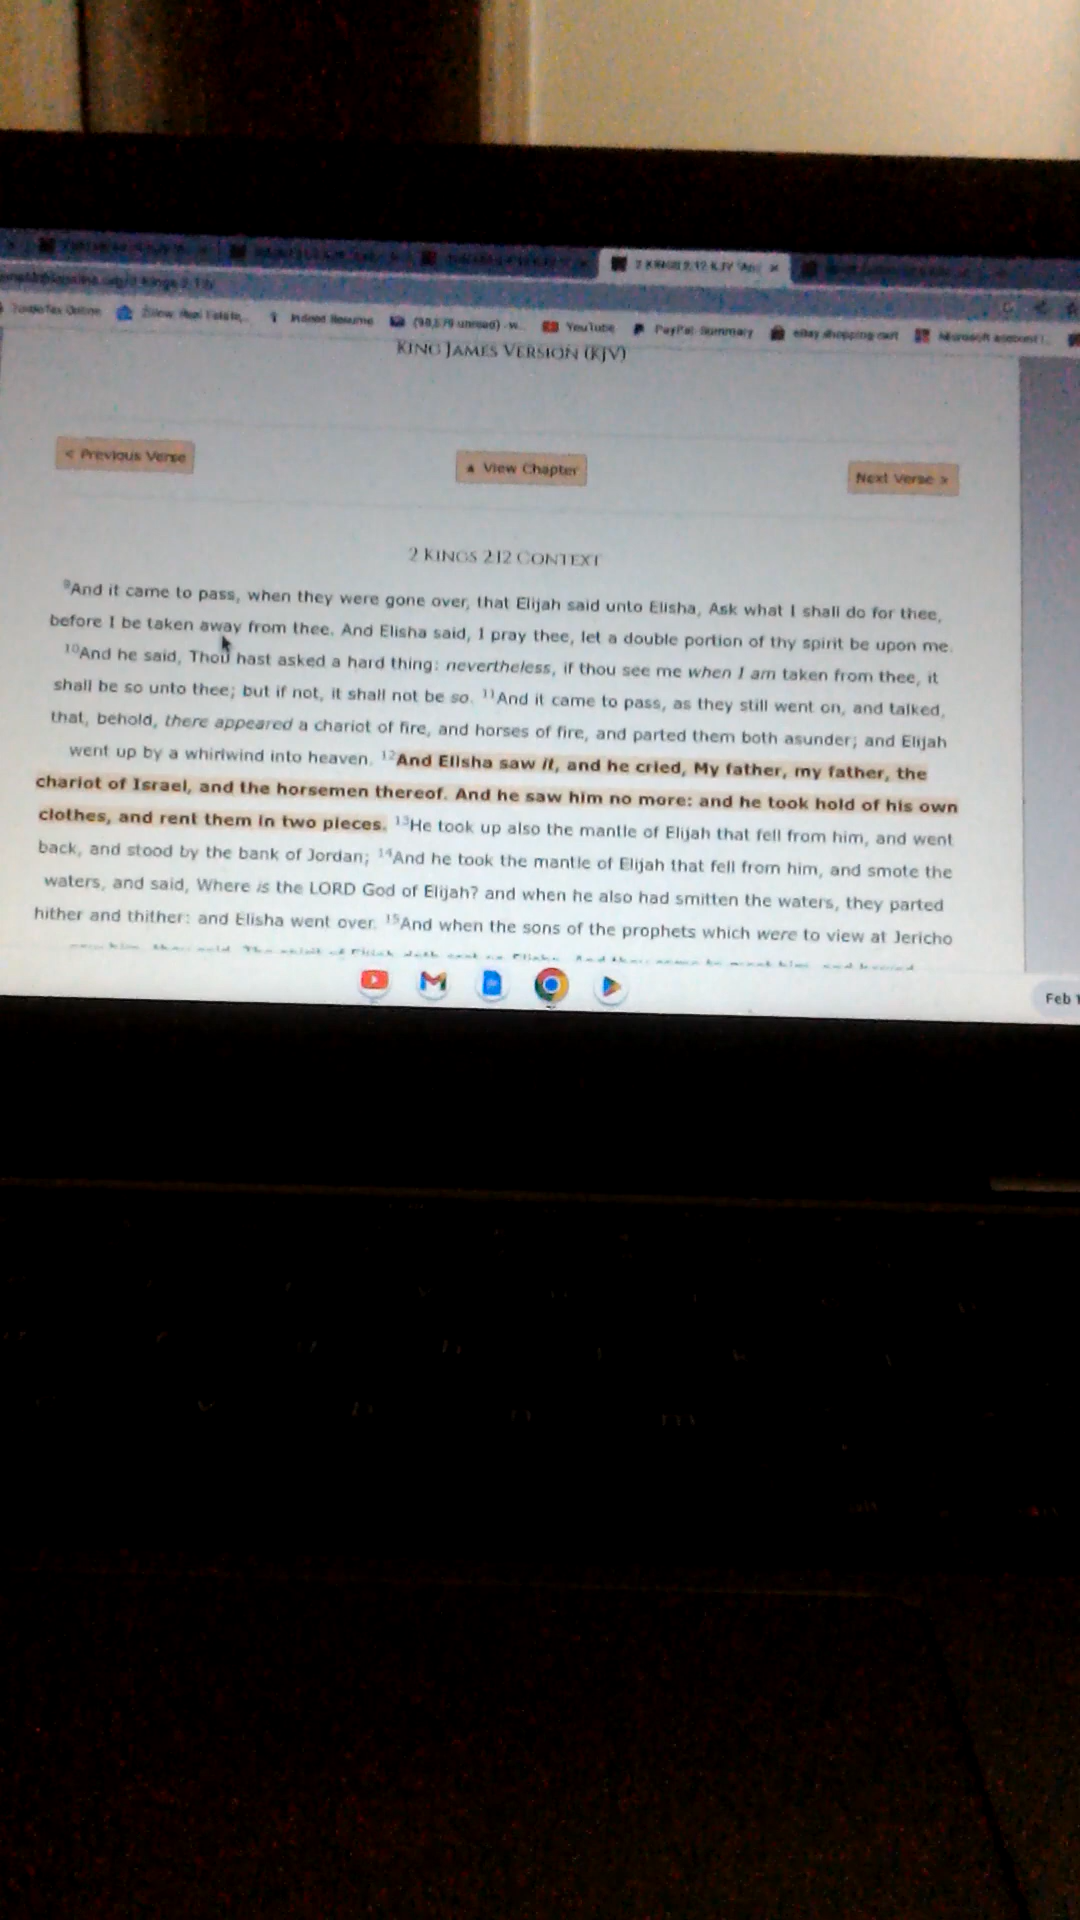 YouTube
PayPal Summary
eBay shopping cart
King James Version (KJV)
< Previous Verse
▲ View Chapter
Next Verse >
2 Kings 2:12 Context
9And it came to pass, when they were gone over, that Elijah said unto Elisha, Ask what I shall do for thee,
before I be taken away from thee. And Elisha said, I pray thee, let a double portion of thy spirit be upon me.
10And he said, Thou hast asked a hard thing: nevertheless, if thou see me when I am taken from thee, it
shall be so unto thee; but if not, it shall not be so. 11And it came to pass, as they still went on, and talked,
that, behold, there appeared a chariot of fire, and horses of fire, and parted them both asunder; and Elijah
went up by a whirlwind into heaven. 12And Elisha saw it, and he cried, My father, my father, the
chariot of Israel, and the horsemen thereof. And he saw him no more: and he took hold of his own
clothes, and rent them in two pieces. 13He took up also the mantle of Elijah that fell from him, and went
back, and stood by the bank of Jordan; 14And he took the mantle of Elijah that fell from him, and smote the
waters, and said, Where is the LORD God of Elijah? and when he also had smitten the waters, they parted
hither and thither: and Elisha went over. 15And when the sons of the prophets which were to view at Jericho
Feb